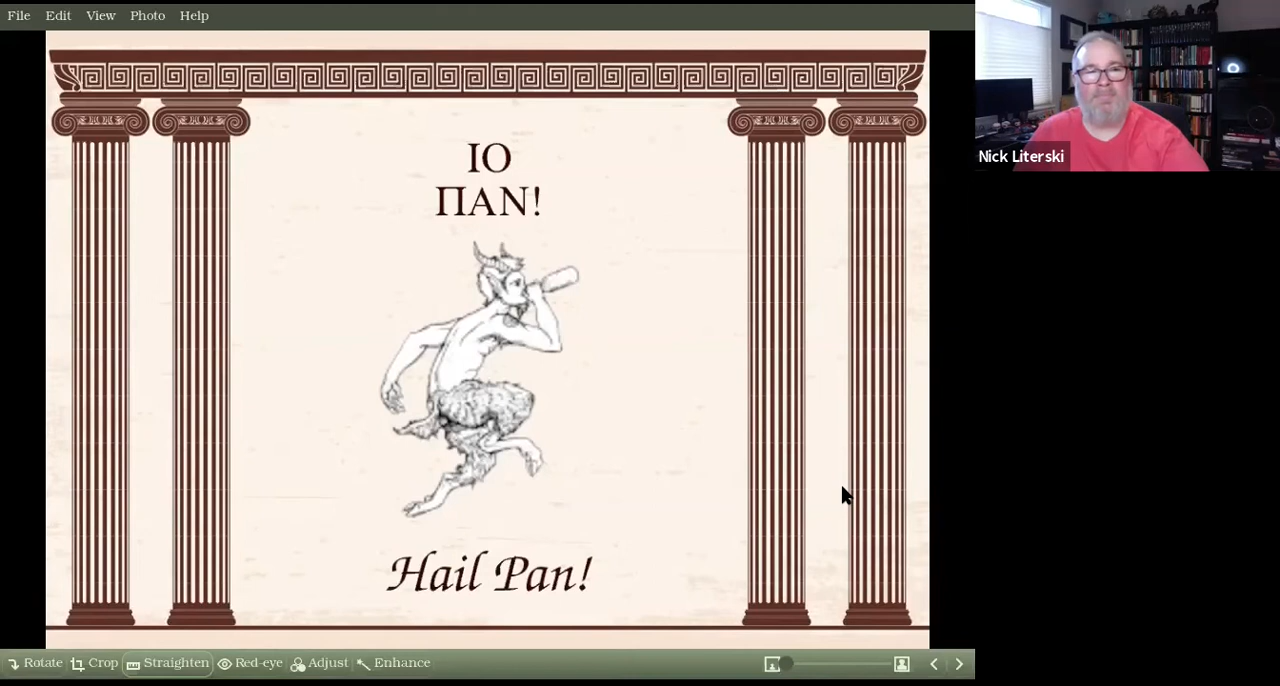 File Edit View Photo Help
ΙΟ
ΠΑΝ!
Hail Pan!
Nick Literski
Rotate Crop Straighten Red-eye Adjust Enhance